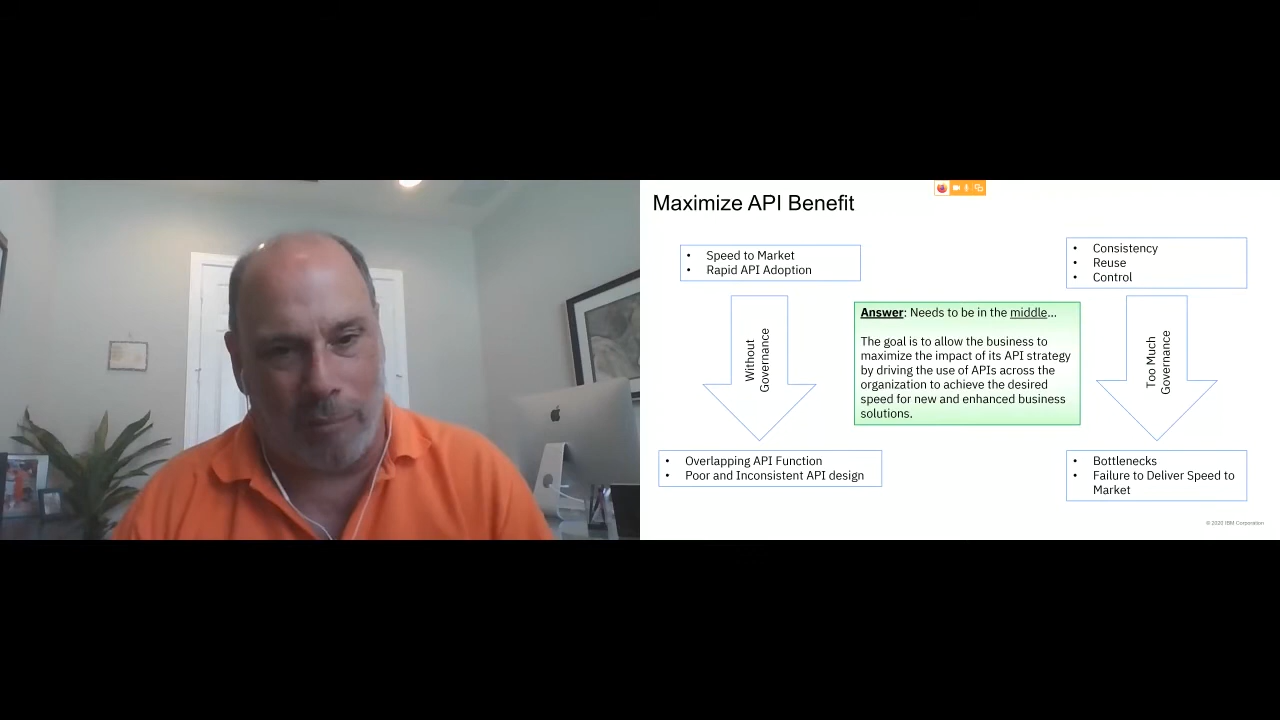 Maximize API Benefit
• Speed to Market
• Rapid API Adoption
Without
Governance
• Overlapping API Function
• Poor and Inconsistent API design
Answer: Needs to be in the middle...
The goal is to allow the business to
maximize the impact of its API strategy
by driving the use of APIs across the
organization to achieve the desired
speed for new and enhanced business
solutions.
• Consistency
• Reuse
• Control
Too Much
Governance
• Bottlenecks
• Failure to Deliver Speed to
Market
© 2020 IBM Corporation